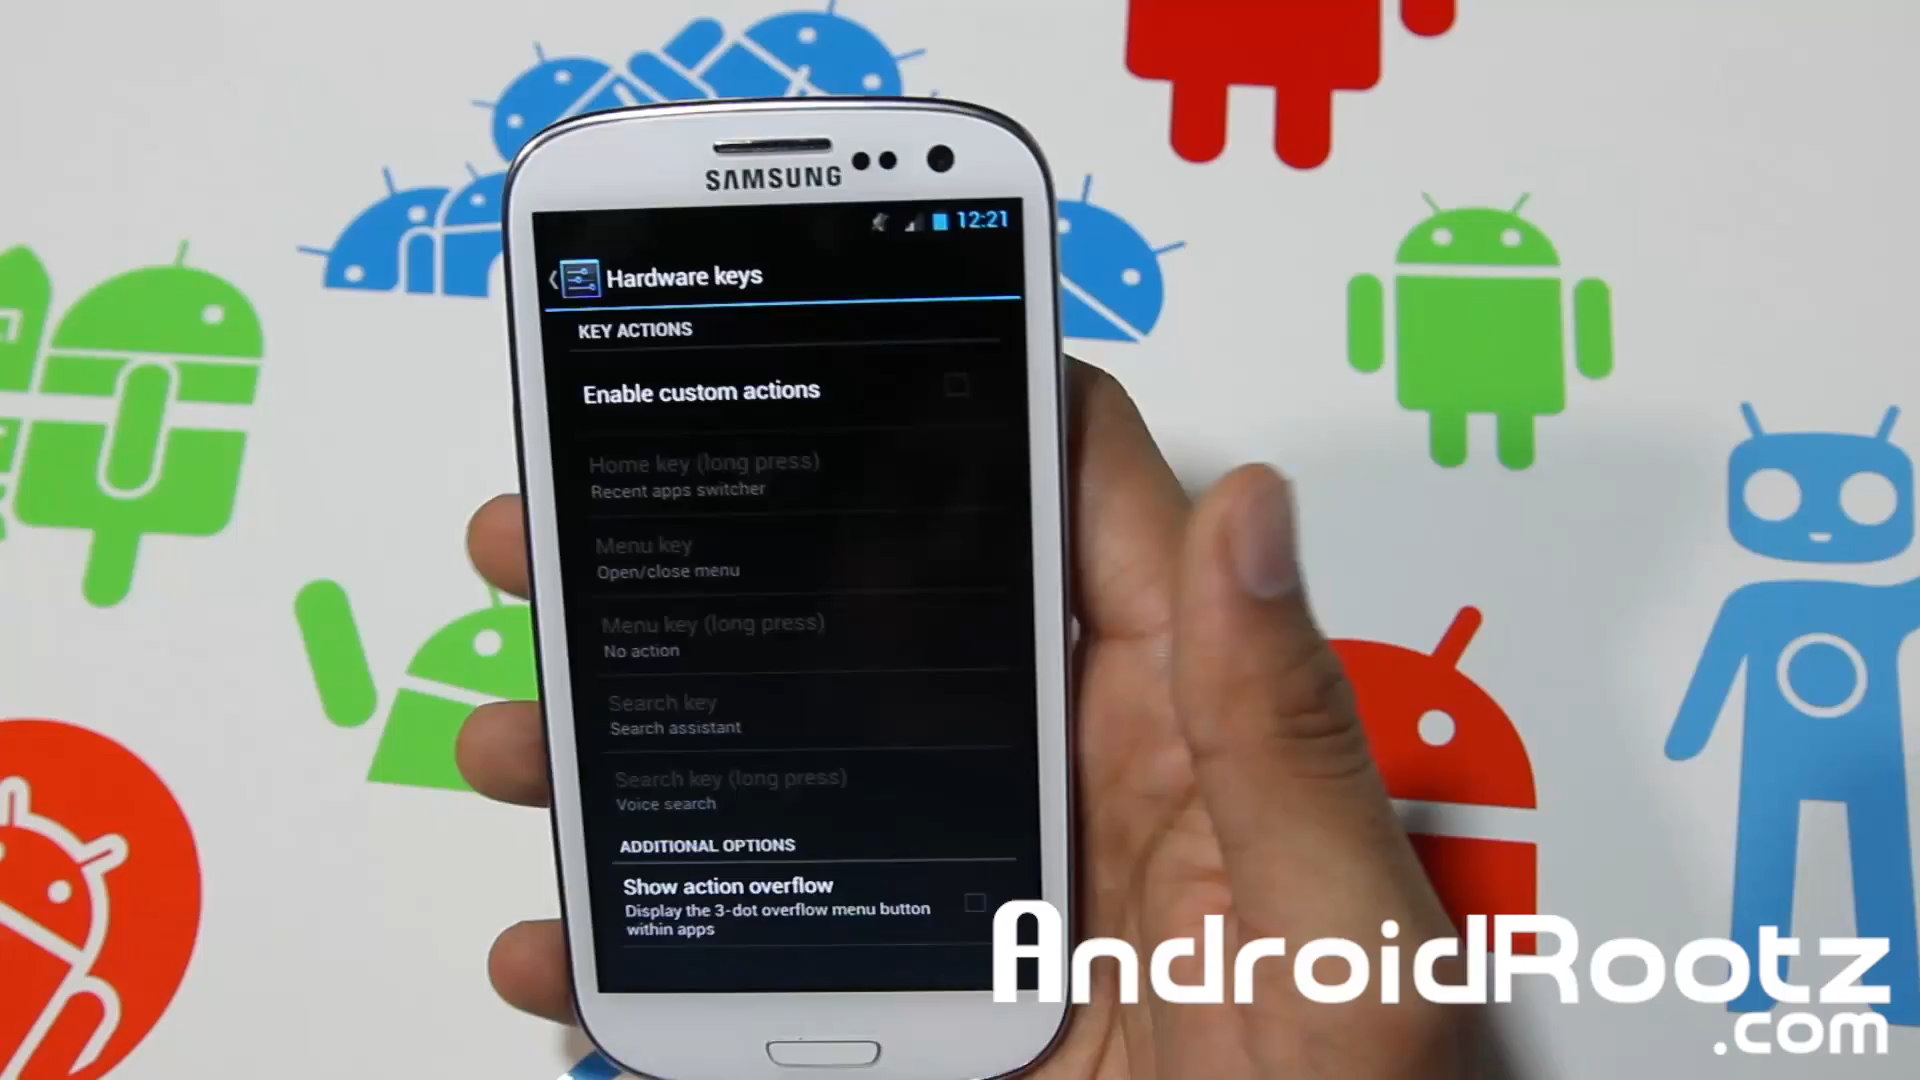 SAMSUNG
12:21
Hardware keys
KEY ACTIONS
Enable custom actions
Home key (long press)
Recent apps switcher
Menu key
Open/close menu
Menu key (long press)
No action
Search key
Search assistant
Search key (long press)
Voice search
ADDITIONAL OPTIONS
Show action overflow
Display the 3-dot overflow menu button
within apps
AndroidRootz
.com